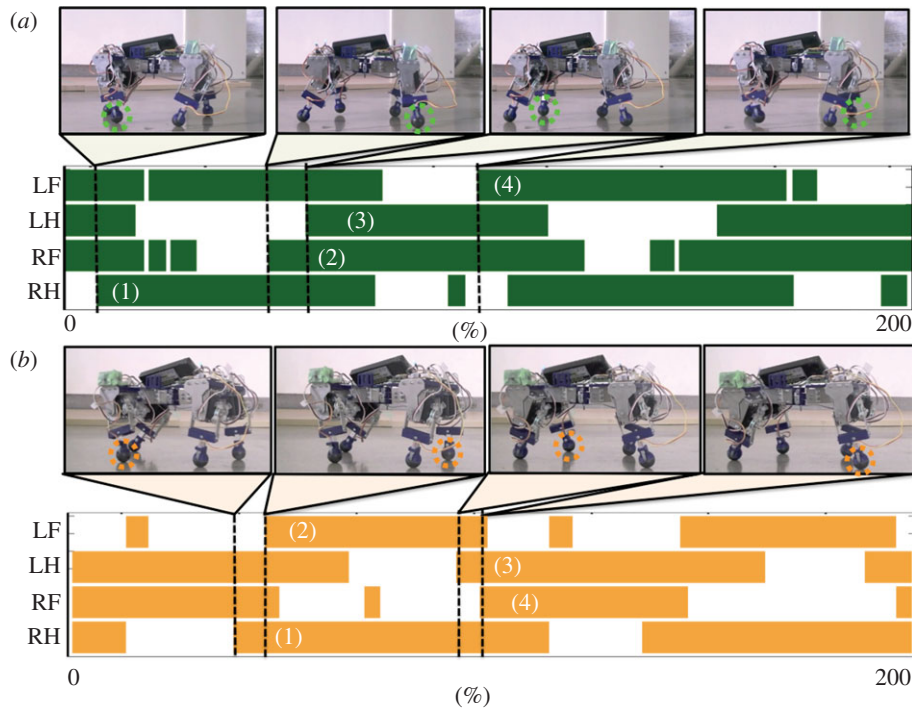 (a)
LF
(4)
LH
(3)
RF
(2)
RH
(1)
0
(%)
200
(b)
LF
(2)
LH
(3)
RF
(4)
RH
(1)
0
(%)
200